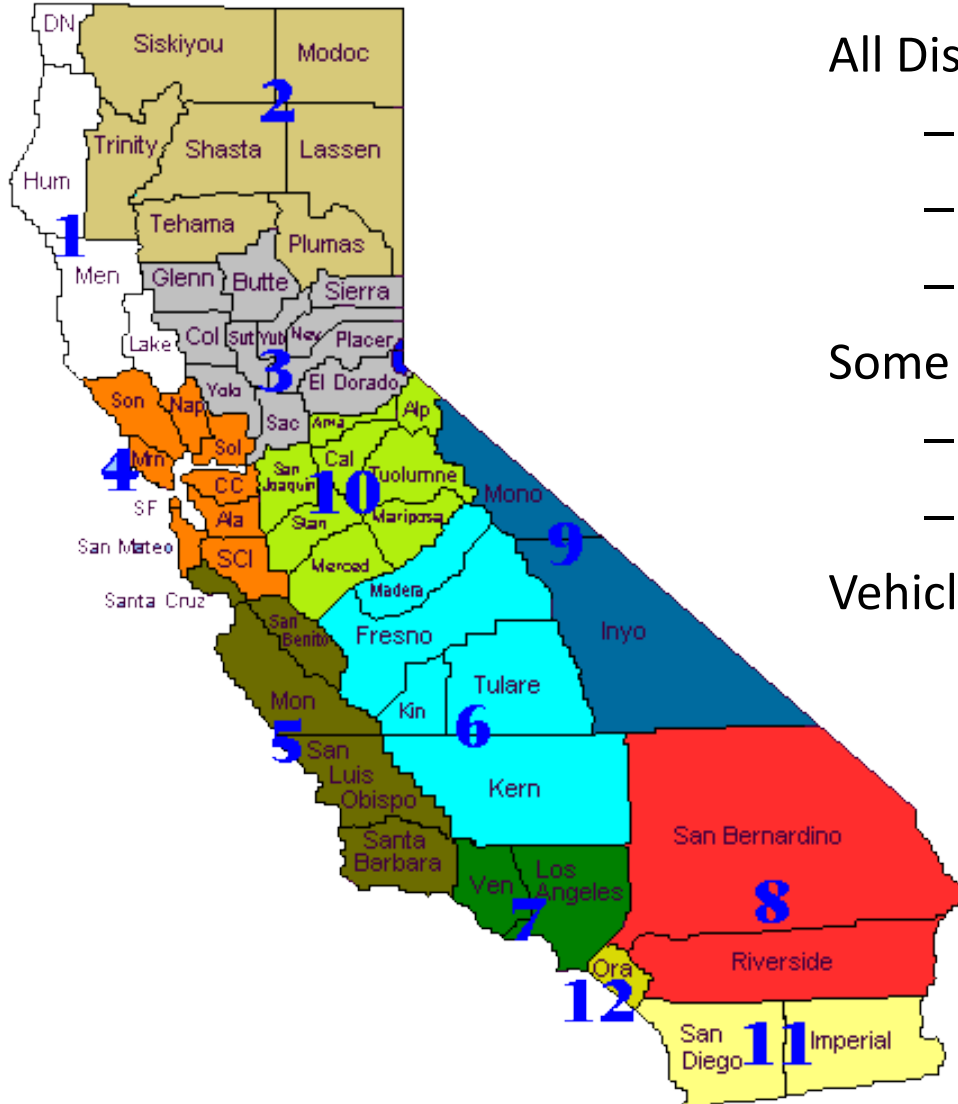 DN
Siskiyou
Modoc
2
Trinity
Shasta
Lassen
Hum
1
Tehama
Plumas
Men
Glenn
Butte
Sierra
Lake
Col
Sut
Yub
Nev
Placer
3
Yolo
El Dorado
Son
Nap
Sac
Ama
Alp
4
Mrn
Sol
San
Joaquin
Cal
Tuolumne
10
CC
SF
Ala
Stan
Mariposa
Mono
9
San Mateo
SCl
Merced
Santa Cruz
Madera
San
Benito
Fresno
Inyo
Mon
Kin
Tulare
5
6
San
Luis
Obispo
Kern
Santa
Barbara
San Bernardino
Ven
Los
Angeles
7
8
Ora
12
Riverside
San
Diego
11
Imperial
All Dis
—
—
—
Some
—
—
Vehicl